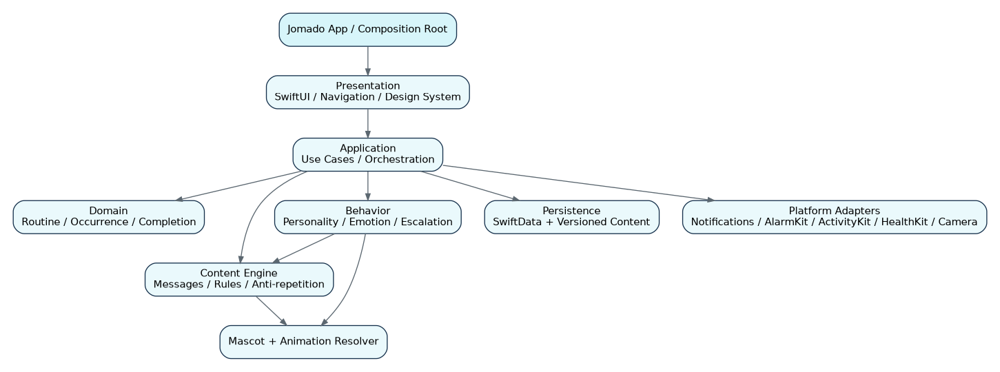 Jomado App / Composition Root
Presentation
SwiftUI / Navigation / Design System
Application
Use Cases / Orchestration
Domain
Routine / Occurrence / Completion
Behavior
Personality / Emotion / Escalation
Persistence
SwiftData + Versioned Content
Platform Adapters
Notifications / AlarmKit / ActivityKit / HealthKit / Camera
Content Engine
Messages / Rules / Anti-repetition
Mascot + Animation Resolver